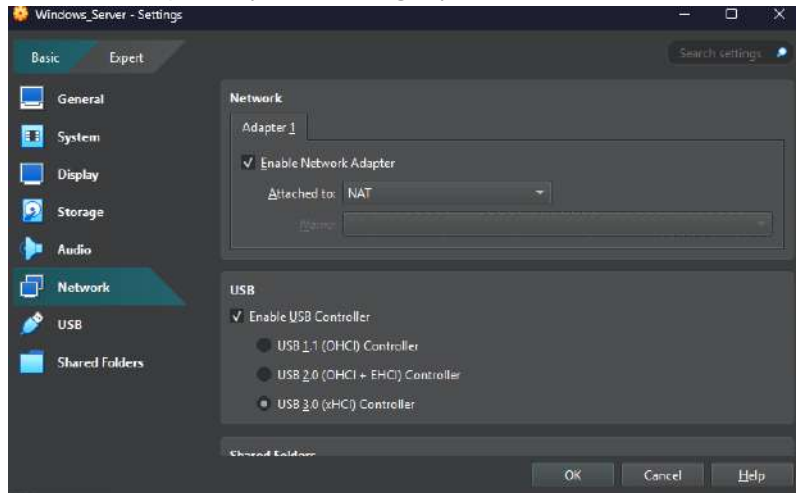 Windows_Server - Settings
Basic Expert
Search settings
General
System
Display
Storage
Audio
Network
USB
Shared Folders
Network
Adapter 1
Enable Network Adapter
Attached to: NAT
Name:
USB
Enable USB Controller
USB 1.1 (OHCI) Controller
USB 2.0 (OHCI + EHCI) Controller
USB 3.0 (xHCI) Controller
Shared Folders
OK Cancel Help